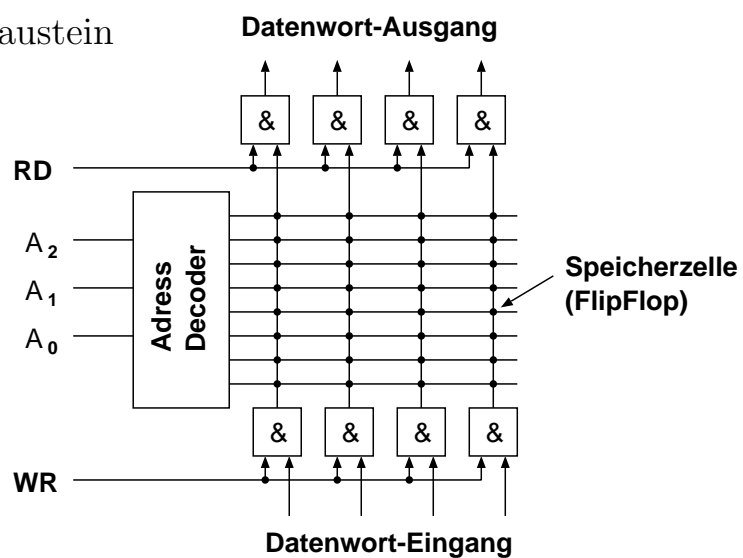 austein
Datenwort-Ausgang
& & & &
RD
A2
A1
A0
Adress
Decoder
Speicherzelle
(FlipFlop)
& & & &
WR
Datenwort-Eingang